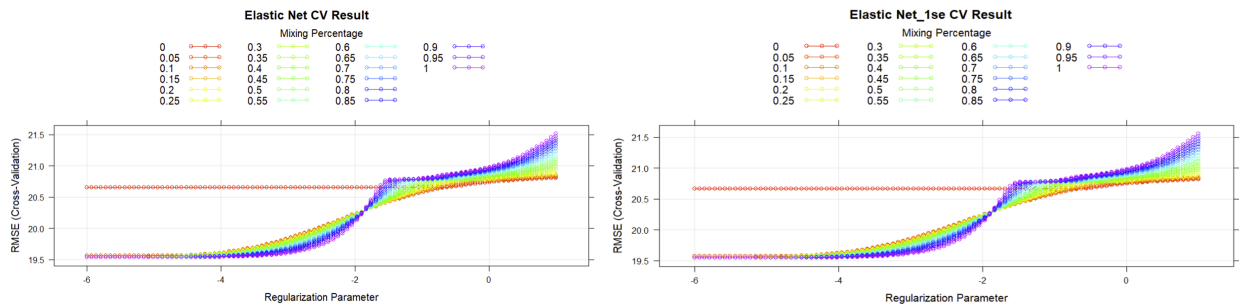 Elastic Net CV Result
Mixing Percentage
0 0.3 0.6 0.9
0.05 0.35 0.65 0.95
0.1 0.4 0.7 1
0.15 0.45 0.75
0.2 0.5 0.8
0.25 0.55 0.85
RMSE (Cross-Validation)
21.5
21.0
20.5
20.0
19.5
-6 -4 -2 0
Regularization Parameter
Elastic Net_1se CV Result
Mixing Percentage
0 0.3 0.6 0.9
0.05 0.35 0.65 0.95
0.1 0.4 0.7 1
0.15 0.45 0.75
0.2 0.5 0.8
0.25 0.55 0.85
RMSE (Cross-Validation)
21.5
21.0
20.5
20.0
19.5
-6 -4 -2 0
Regularization Parameter